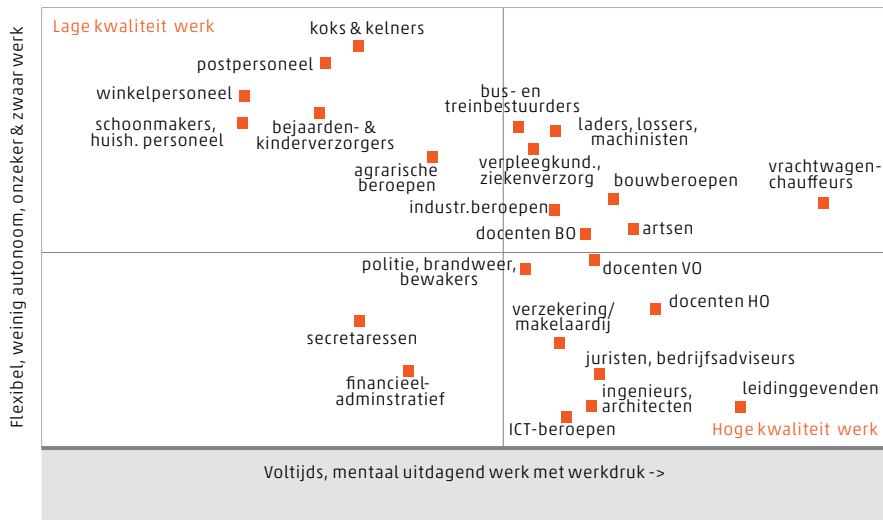 Lage kwaliteit werk
koks & kelners
postpersoneel
winkelpersoneel
schoonmakers,
huish. personeel
bejaarden- &
kinderverzorgers
agrarische
beroepen
bus- en
treinbestuurders
laders, lossers,
machinisten
verpleegkund.,
ziekenverzorg
bouwberoepen
vrachtwagen-
chauffeurs
industr.beroepen
docenten BO
artsen
politie, brandweer,
bewakers
docenten VO
docenten HO
verzekering/
makelaardij
secretaressen
juristen, bedrijfsadviseurs
financieel-
adminstratief
ingenieurs,
architecten
leidinggevenden
ICT-beroepen
Hoge kwaliteit werk
Flexibel, weinig autonoom, onzeker & zwaar werk
Voltijds, mentaal uitdagend werk met werkdruk ->